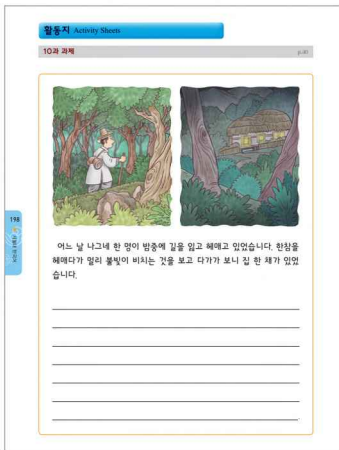 활동지 Activity Sheets
10과 과제
p.40
어느 날 나그네 한 명이 밤중에 길을 잃고 헤매고 있었습니다. 한참을
헤매다가 멀리 불빛이 비치는 것을 보고 다가가 보니 집 한 채가 있었
습니다.
198